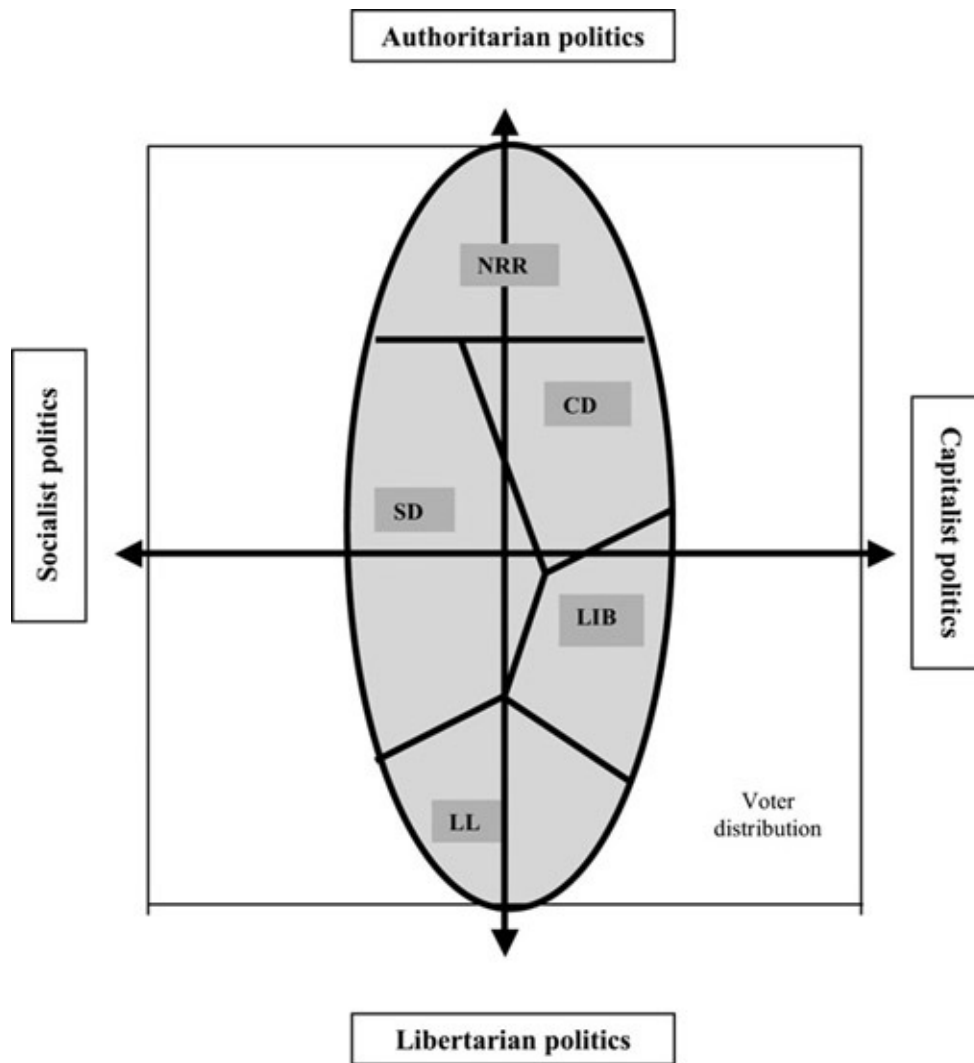 Authoritarian politics
NRR
CD
Socialist politics
Capitalist politics
SD
LIB
Voter
distribution
LL
Libertarian politics